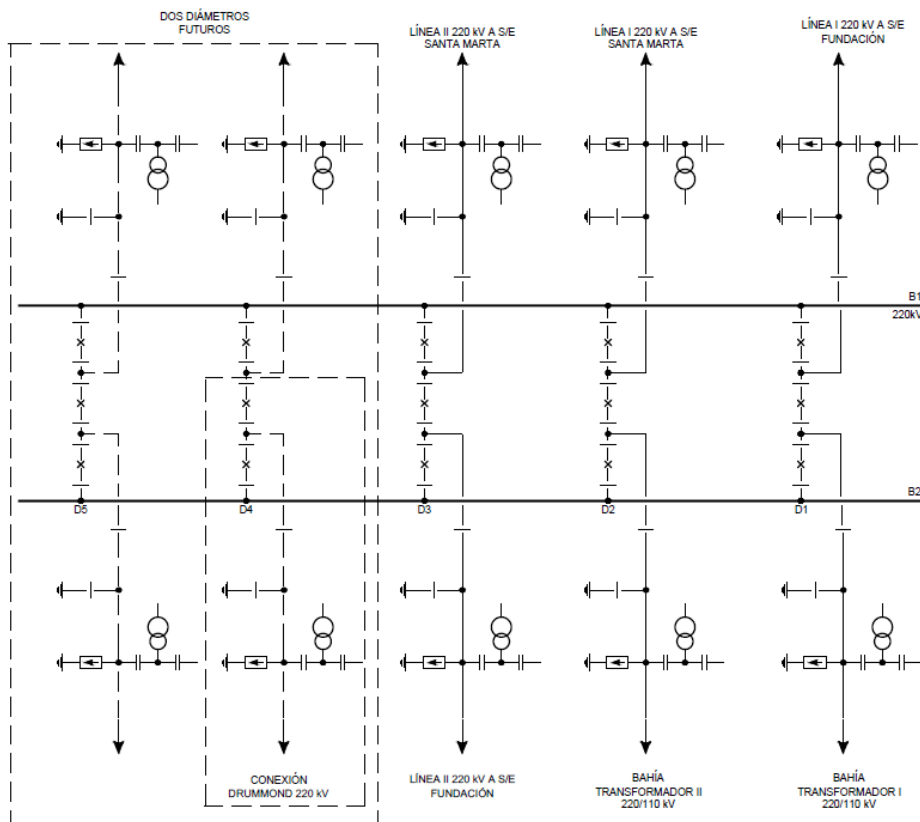 DOS DIÁMETROS
FUTUROS
LÍNEA II 220 kV A S/E
SANTA MARTA
LÍNEA I 220 kV A S/E
SANTA MARTA
LÍNEA I 220 kV A S/E
FUNDACIÓN
B1
220kV
B2
D5
D4
D3
D2
D1
CONEXIÓN
DRUMMOND 220 kV
LÍNEA II 220 kV A S/E
FUNDACIÓN
BAHÍA
TRANSFORMADOR II
220/110 kV
BAHÍA
TRANSFORMADOR I
220/110 kV